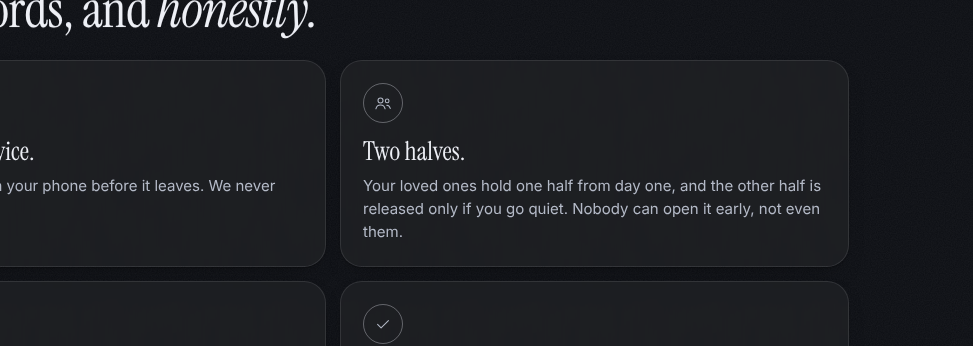 ords, and honestly.
vice.
your phone before it leaves. We never
Two halves.
Your loved ones hold one half from day one, and the other half is
released only if you go quiet. Nobody can open it early, not even
them.